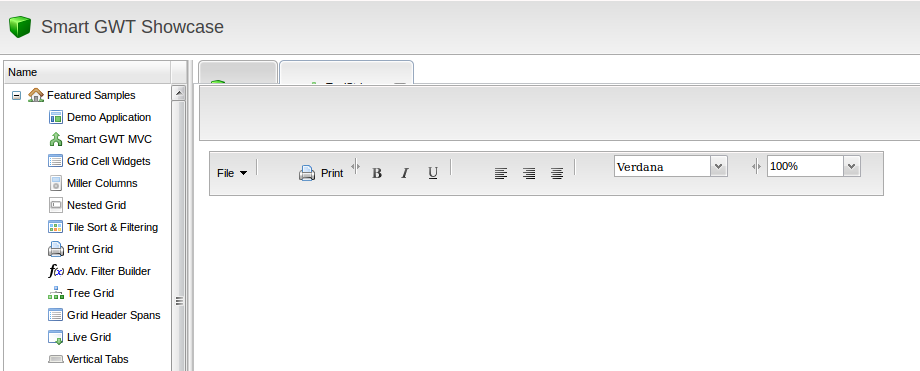 Smart GWT Showcase
Name
Featured Samples
Demo Application
Smart GWT MVC
Grid Cell Widgets
Miller Columns
Nested Grid
Tile Sort & Filtering
Print Grid
f(x) Adv. Filter Builder
Tree Grid
Grid Header Spans
Live Grid
Vertical Tabs
File Print B I U Verdana 100%